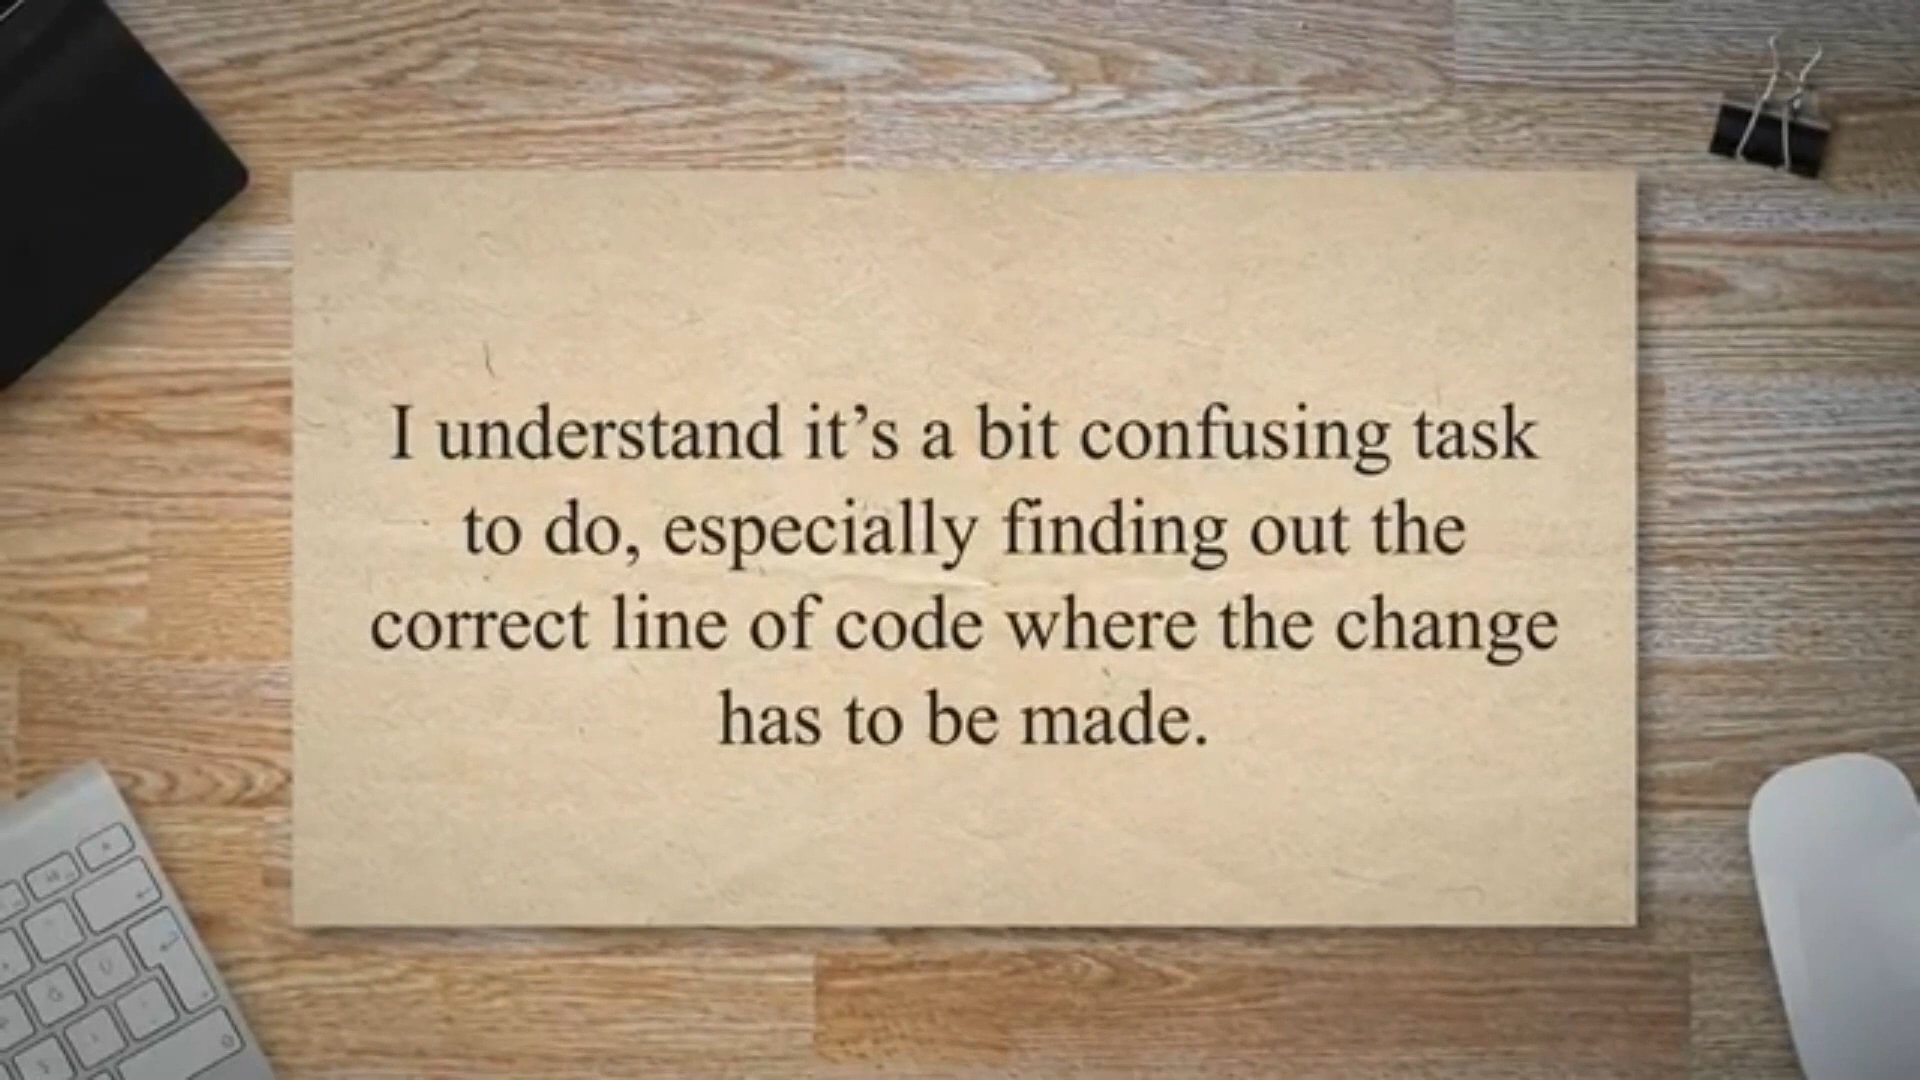 I understand it’s a bit confusing task
to do, especially finding out the
correct line of code where the change
has to be made.